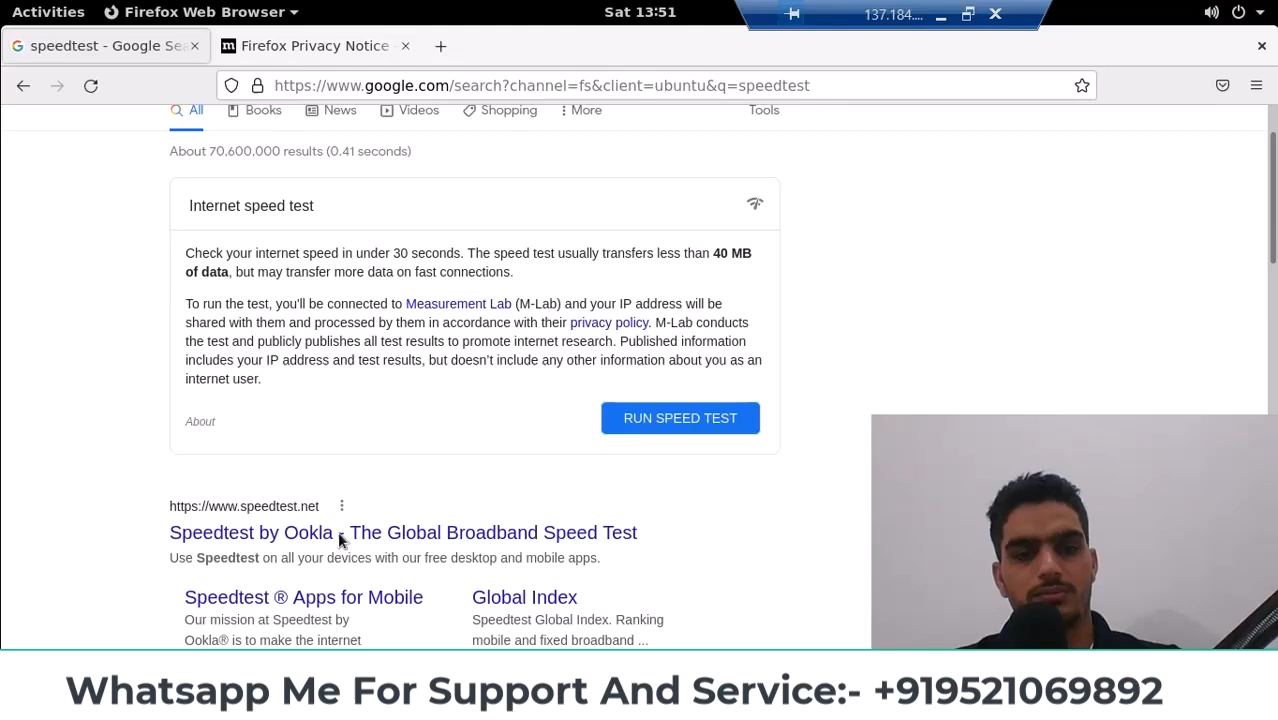 Activities Firefox Web Browser Sat 13:51 137.184....
speedtest - Google Sea × Firefox Privacy Notice × +
https://www.google.com/search?channel=fs&client=ubuntu&q=speedtest
All Books News Videos Shopping More Tools
About 70,600,000 results (0.41 seconds)
Internet speed test
Check your internet speed in under 30 seconds. The speed test usually transfers less than 40 MB
of data, but may transfer more data on fast connections.
To run the test, you'll be connected to Measurement Lab (M-Lab) and your IP address will be
shared with them and processed by them in accordance with their privacy policy. M-Lab conducts
the test and publicly publishes all test results to promote internet research. Published information
includes your IP address and test results, but doesn't include any other information about you as an
internet user.
About RUN SPEED TEST
https://www.speedtest.net
Speedtest by Ookla - The Global Broadband Speed Test
Use Speedtest on all your devices with our free desktop and mobile apps.
Speedtest ® Apps for Mobile Global Index
Our mission at Speedtest by Speedtest Global Index. Ranking
Ookla® is to make the internet mobile and fixed broadband ...
Whatsapp Me For Support And Service:- +919521069892